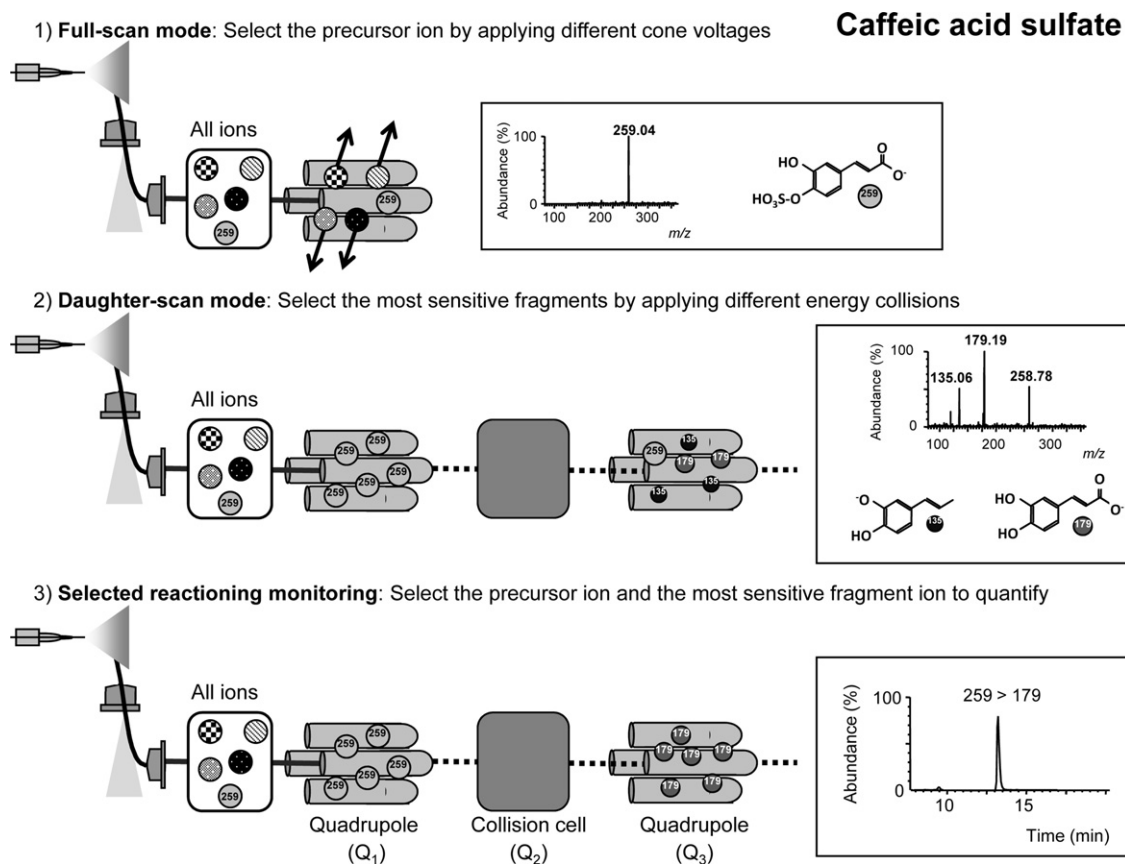 1) Full-scan mode: Select the precursor ion by applying different cone voltages
Caffeic acid sulfate
All ions
259
259
Abundance (%)
100
0
259.04
100 200 300
m/z
HO
HO3S-O
O
O-
259
2) Daughter-scan mode: Select the most sensitive fragments by applying different energy collisions
All ions
259
259
259
259
259
259
135
259
179
179
135
135
Abundance (%)
100
0
179.19
135.06
258.78
100 200 300
m/z
-O
HO
135
HO
HO
O
O-
179
3) Selected reactioning monitoring: Select the precursor ion and the most sensitive fragment ion to quantify
All ions
259
259
259
259
259
259
179
179
179
179
179
179
Quadrupole
(Q1)
Collision cell
(Q2)
Quadrupole
(Q3)
Abundance (%)
100
0
259 > 179
10 15
Time (min)